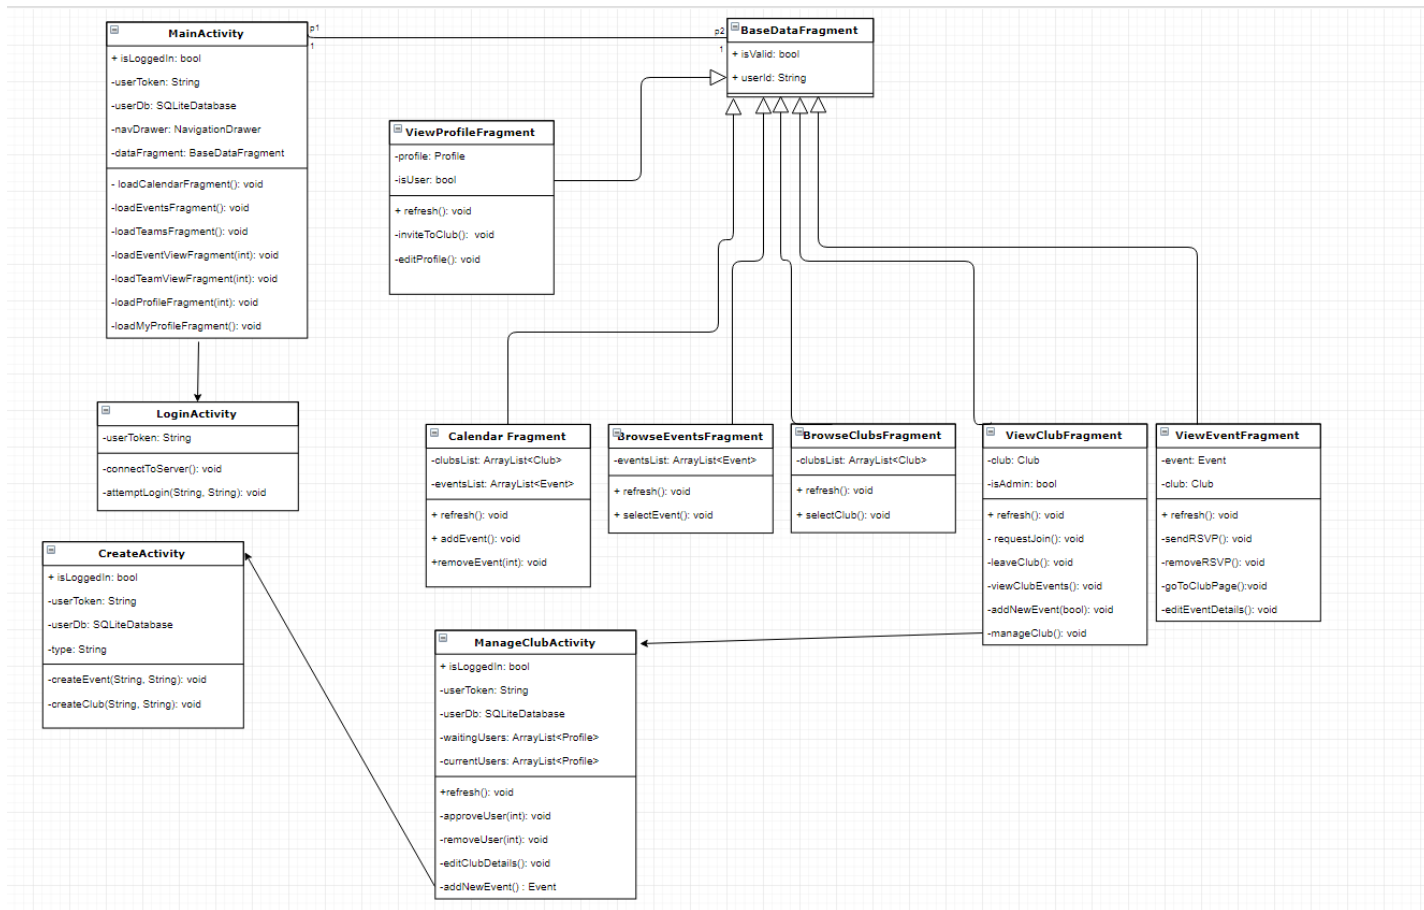 MainActivity
+ isLoggedIn: bool
-userToken: String
-userDb: SQLiteDatabase
-navDrawer: NavigationDrawer
-dataFragment: BaseDataFragment
- loadCalendarFragment(): void
-loadEventsFragment(): void
-loadTeamsFragment(): void
-loadEventViewFragment(int): void
-loadTeamViewFragment(int): void
-loadProfileFragment(int): void
-loadMyProfileFragment(): void
p1
1
p2
1
BaseDataFragment
+ isValid: bool
+ userId: String
ViewProfileFragment
-profile: Profile
-isUser: bool
+ refresh(): void
-inviteToClub(): void
-editProfile(): void
LoginActivity
-userToken: String
-connectToServer(): void
-attemptLogin(String, String): void
Calendar Fragment
-clubsList: ArrayList<Club>
-eventsList: ArrayList<Event>
+ refresh(): void
+ addEvent(): void
+removeEvent(int): void
BrowseEventsFragment
-eventsList: ArrayList<Event>
+ refresh(): void
+ selectEvent(): void
BrowseClubsFragment
-clubsList: ArrayList<Club>
+ refresh(): void
+ selectClub(): void
ViewClubFragment
-club: Club
-isAdmin: bool
+ refresh(): void
- requestJoin(): void
-leaveClub(): void
-viewClubEvents(): void
-addNewEvent(bool): void
-manageClub(): void
ViewEventFragment
-event: Event
-club: Club
+ refresh(): void
-sendRSVP(): void
-removeRSVP(): void
-goToClubPage():void
-editEventDetails(): void
CreateActivity
+ isLoggedIn: bool
-userToken: String
-userDb: SQLiteDatabase
-type: String
-createEvent(String, String): void
-createClub(String, String): void
ManageClubActivity
+ isLoggedIn: bool
-userToken: String
-userDb: SQLiteDatabase
-waitingUsers: ArrayList<Profile>
-currentUsers: ArrayList<Profile>
+refresh(): void
-approveUser(int): void
-removeUser(int): void
-editClubDetails(): void
-addNewEvent() : Event